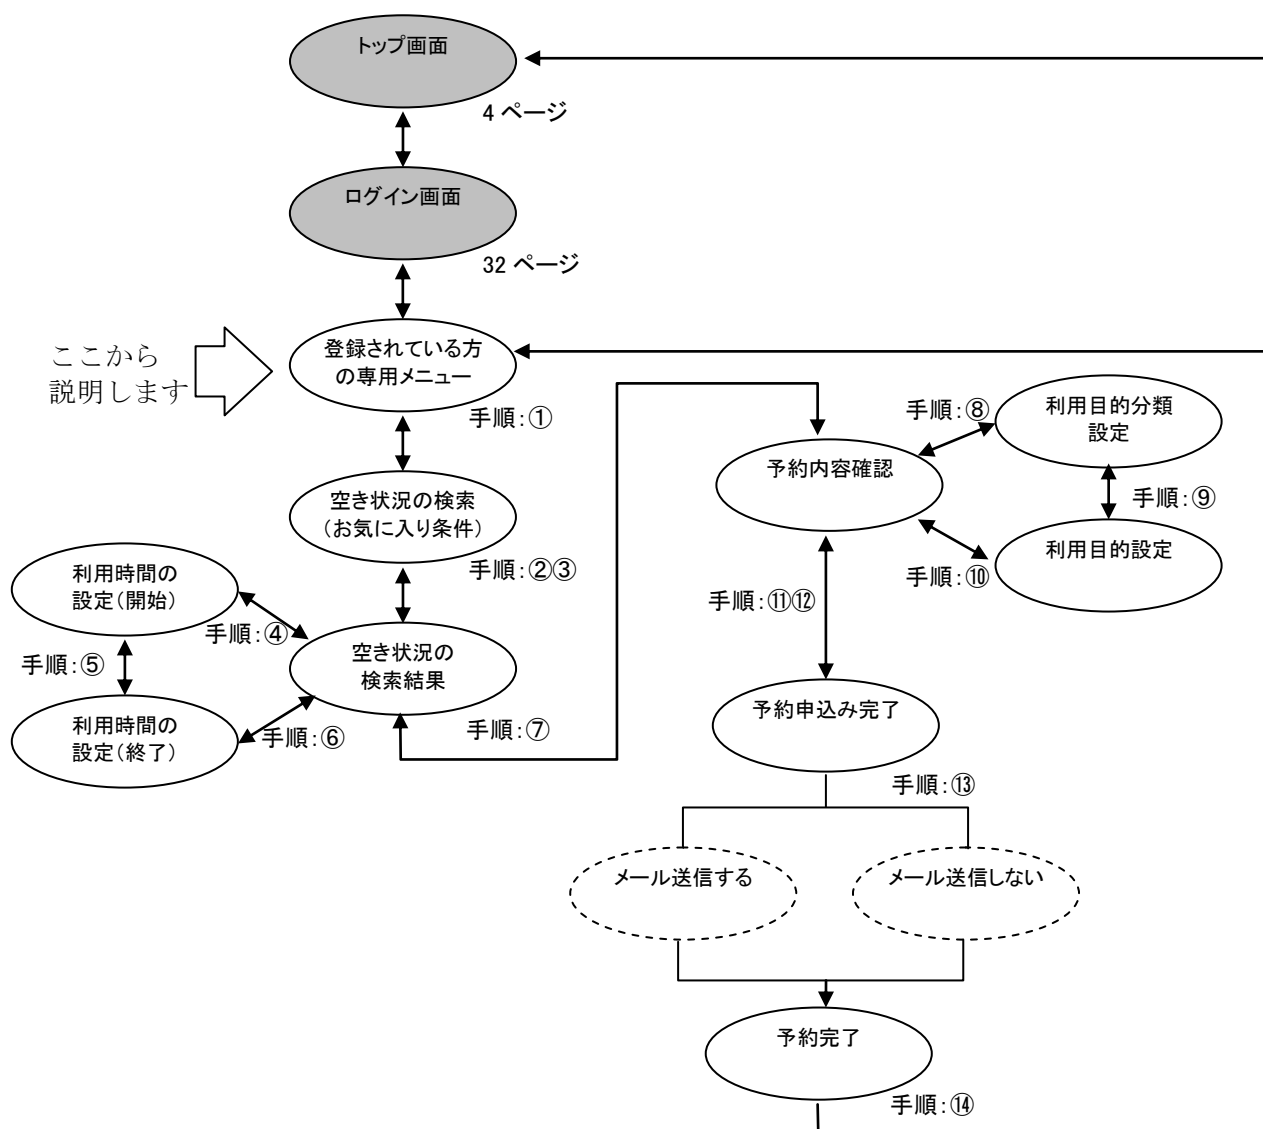 トップ画面
4 ページ
ログイン画面
32 ページ
ここから
説明します
登録されている方
の専用メニュー
手順:①
空き状況の検索
(お気に入り条件)
手順:②③
利用時間の
設定(開始)
手順:④
手順:⑤
空き状況の
検索結果
利用時間の
設定(終了)
手順:⑥
手順:⑦
予約内容確認
手順:⑧
利用目的分類
設定
手順:⑨
利用目的設定
手順:⑩
手順:⑪⑫
予約申込み完了
手順:⑬
メール送信する
メール送信しない
予約完了
手順:⑭